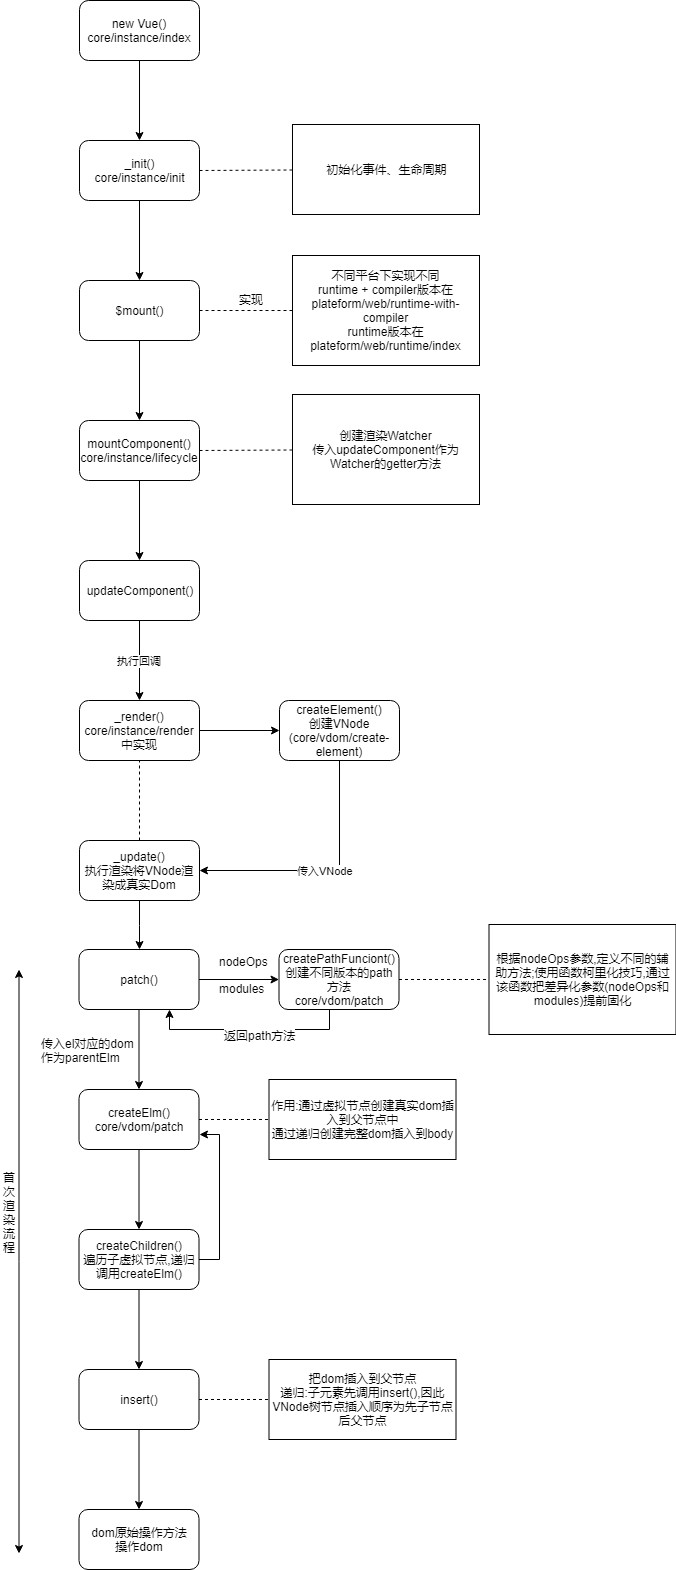 new Vue()
core/instance/index
_init()
core/instance/init
初始化事件、生命周期
$mount()
实现
不同平台下实现不同
runtime + compiler版本在
plateform/web/runtime-with-
compiler
runtime版本在
plateform/web/runtime/index
mountComponent()
core/instance/lifecycle
创建渲染Watcher
传入updateComponent作为
Watcher的getter方法
updateComponent()
执行回调
_render()
core/instance/render
中实现
createElement()
创建VNode
(core/vdom/create-
element)
_update()
执行渲染将VNode渲
染成真实Dom
传入VNode
patch()
nodeOps
modules
createPathFunciont()
创建不同版本的path
方法
core/vdom/patch
根据nodeOps参数,定义不同的辅
助方法;使用函数柯里化技巧,通过
该函数把差异化参数(nodeOps和
modules)提前固化
返回path方法
传入el对应的dom
作为parentElm
createElm()
core/vdom/patch
作用:通过虚拟节点创建真实dom插
入到父节点中
通过递归创建完整dom插入到body
首次渲染流程
createChildren()
遍历子虚拟节点,递归
调用createElm()
insert()
把dom插入到父节点
递归:子元素先调用insert(),因此
VNode树节点插入顺序为先子节点
后父节点
dom原始操作方法
操作dom